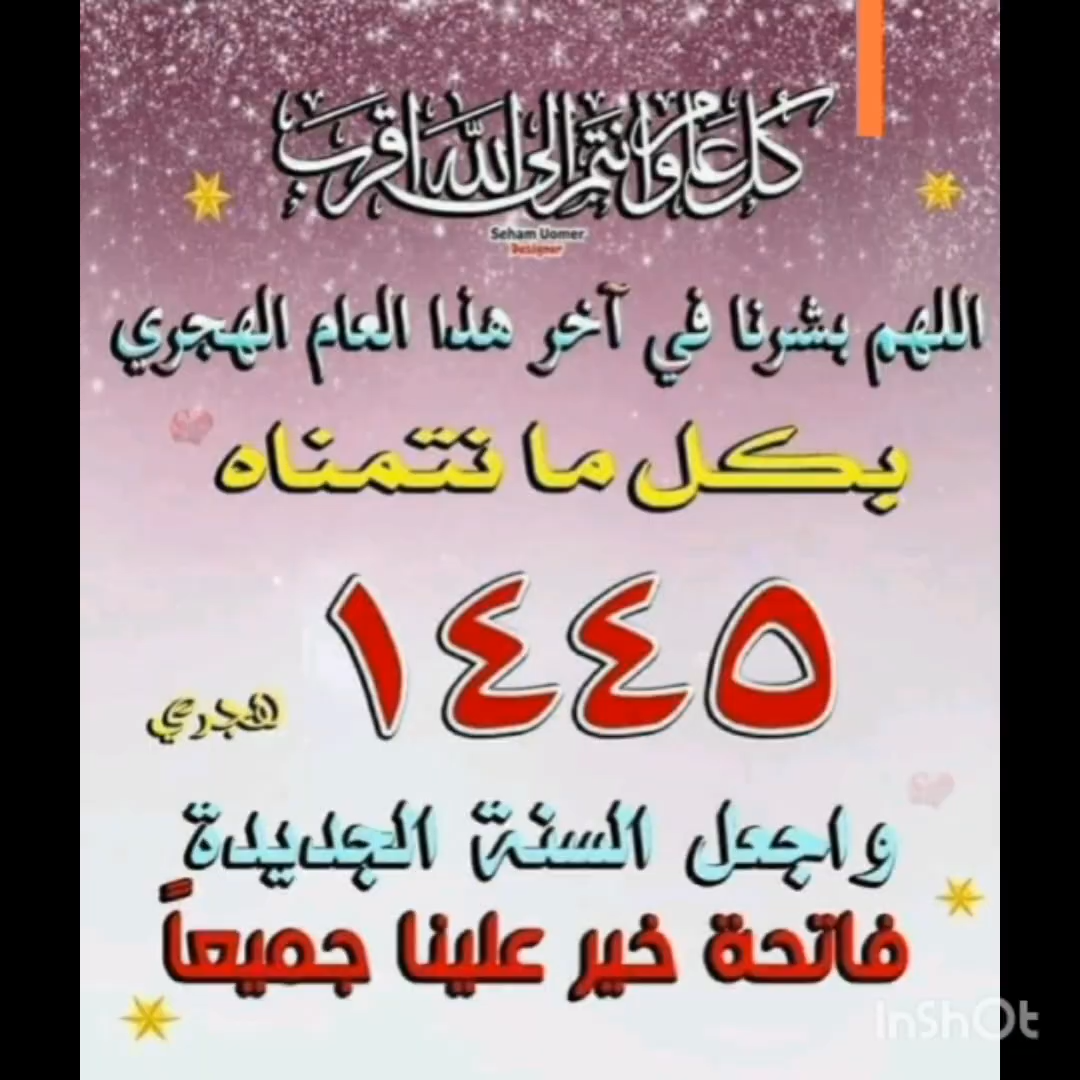 كل عام وانتم الى الله اقرب
Seham Uomer
Designer
اللهم بشرنا في آخر هذا العام الهجري
بكل ما نتمناه
١٤٤٥
هجري
واجعل السنة الجديدة
فاتحة خير علينا جميعاً
InShOt